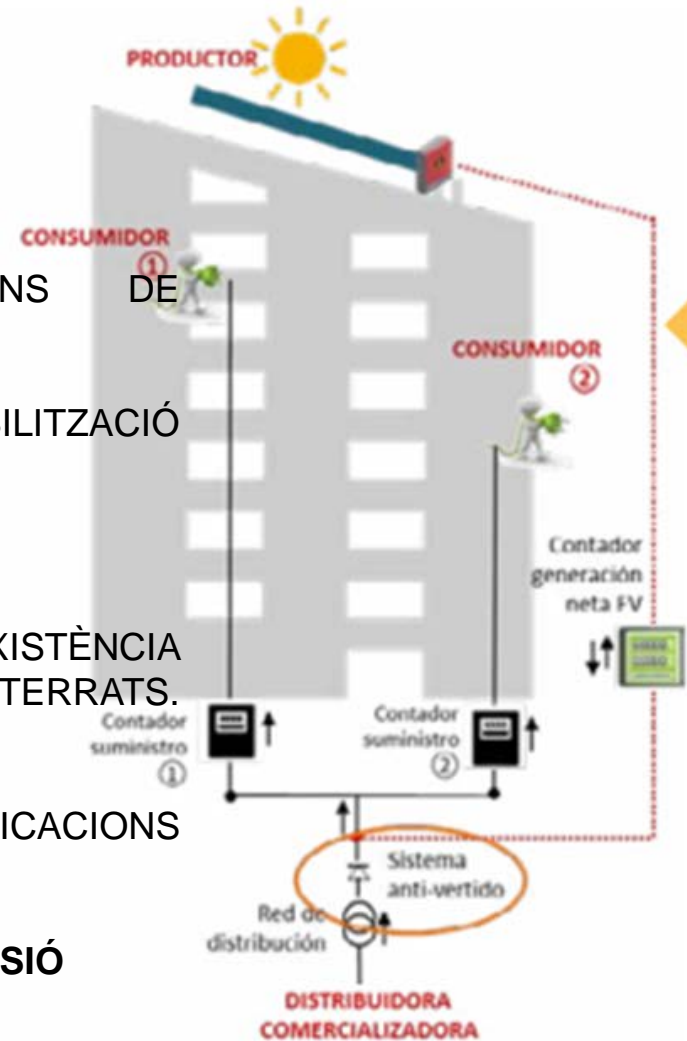 PRODUCTOR
CONSUMIDOR
①
NS DE
CONSUMIDOR
②
BILITZACIÓ
Contador
generación
neta FV
XISTÈNCIA
TERRATS.
Contador
suministro
①
Contador
suministro
②
ICACIONS
Sistema
anti-vertido
Red de
distribución
SIÓ
DISTRIBUIDORA
COMERCIALIZADORA